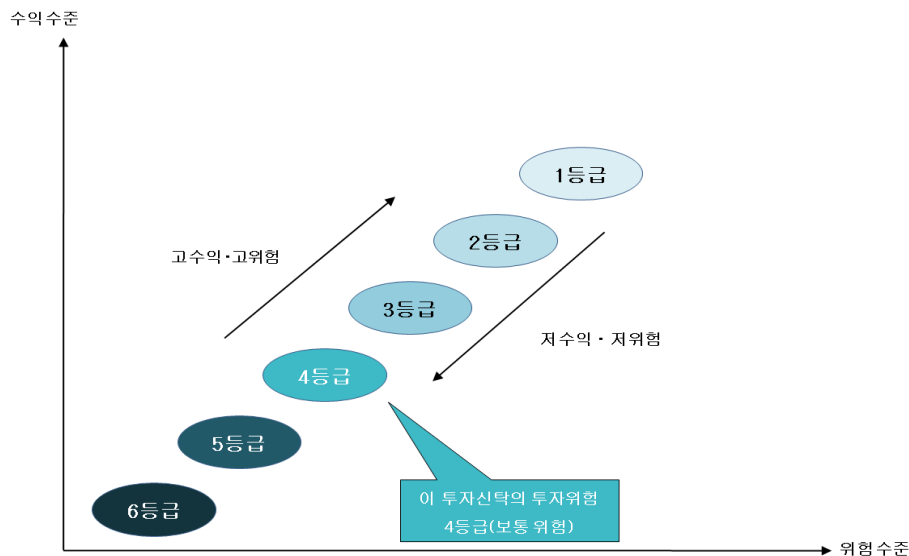 수익수준
1등급
2등급
고수익·고위험
3등급
저수익 · 저위험
4등급
5등급
이 투자신탁의 투자위험
4등급(보통 위험)
6등급
위험수준